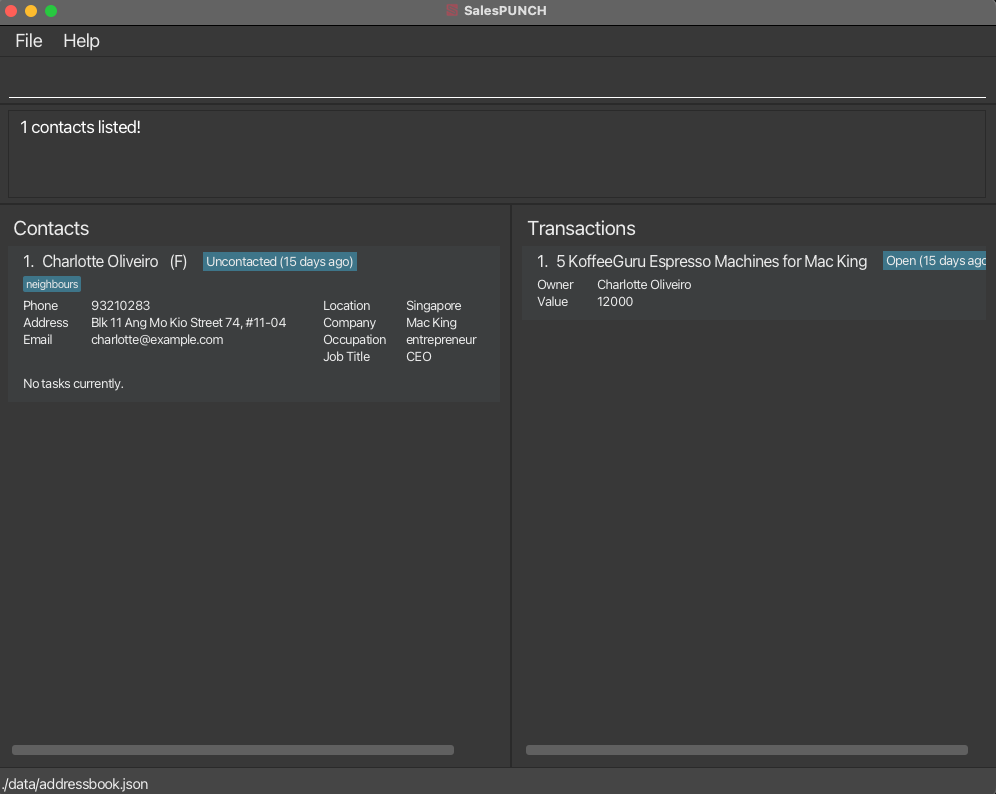 SalesPUNCH
File Help
1 contacts listed!
Contacts
1. Charlotte Oliveiro (F) Uncontacted (15 days ago)
neighbours
Phone 93210283 Location Singapore
Address Blk 11 Ang Mo Kio Street 74, #11-04 Company Mac King
Email charlotte@example.com Occupation entrepreneur
Job Title CEO
No tasks currently.
Transactions
1. 5 KoffeeGuru Espresso Machines for Mac King Open (15 days ago
Owner Charlotte Oliveiro
Value 12000
./data/addressbook.json